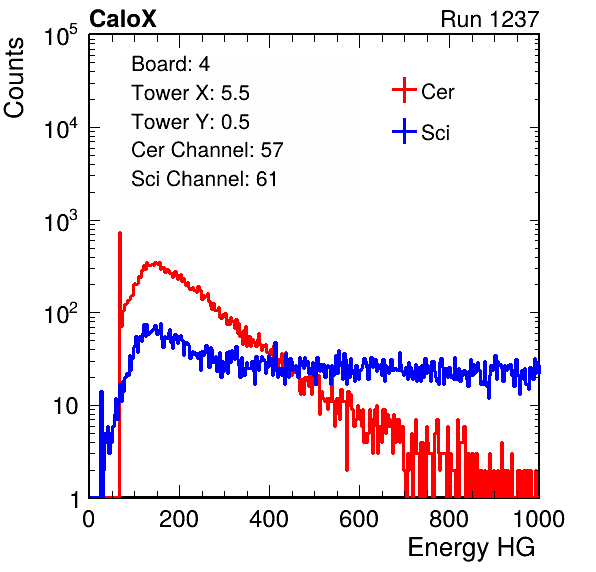 CaloX Run 1237
Counts
Board: 4
Tower X: 5.5
Tower Y: 0.5
Cer Channel: 57
Sci Channel: 61
Cer
Sci
10^5
10^4
10^3
10^2
10
1
0 200 400 600 800 1000
Energy HG